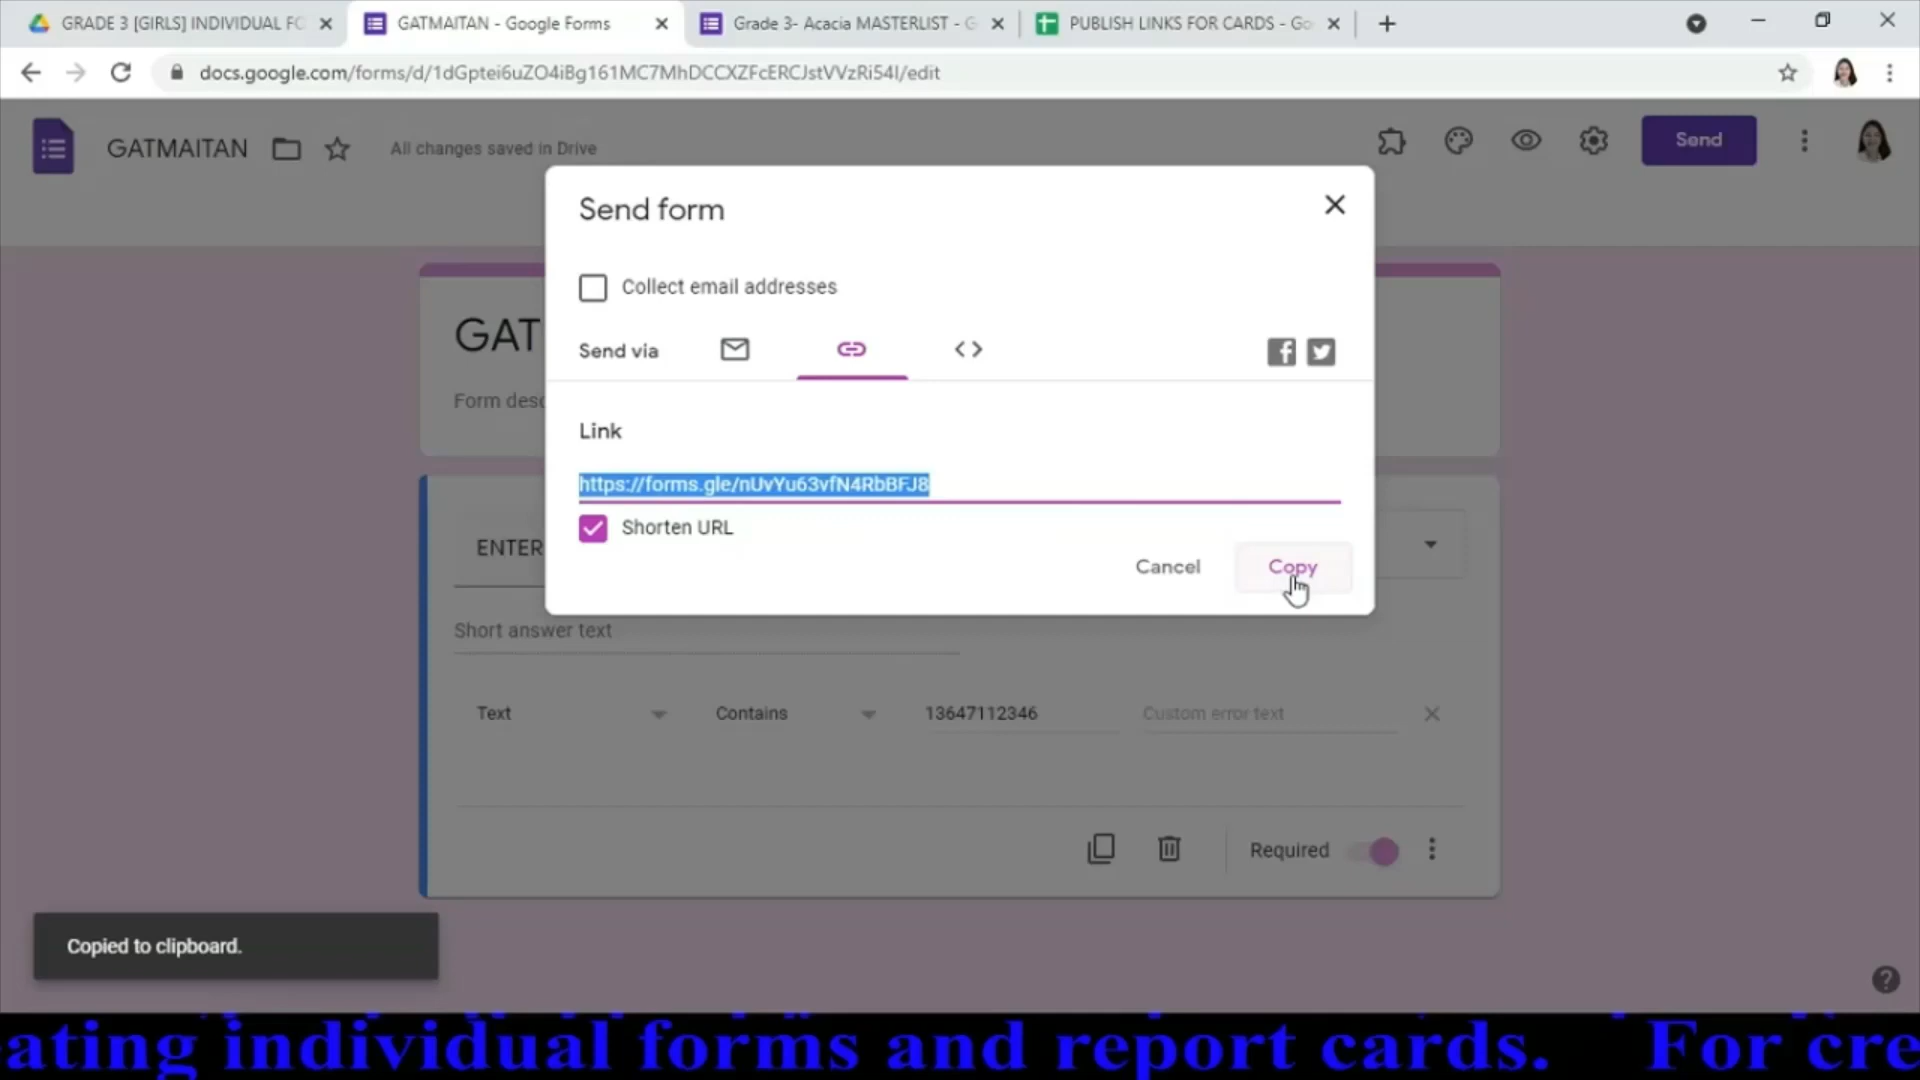 GRADE 3 [GIRLS] INDIVIDUAL FO
GATMAITAN - Google Forms
Grade 3- Acacia MASTERLIST - G
PUBLISH LINKS FOR CARDS - Go
docs.google.com/forms/d/1dGptei6uZO4iBg161MC7MhDCCXZFcERCJstVVzRi54I/edit
GATMAITAN
All changes saved in Drive
Send
Send form
Collect email addresses
GAT
Send via
Form desc
Link
https://forms.gle/nUvYu63vfN4RbBFJ8
Shorten URL
ENTER
Cancel
Copy
Short answer text
Text
Contains
13647112346
Custom error text
Required
Copied to clipboard.
ating individual forms and report cards. For cre